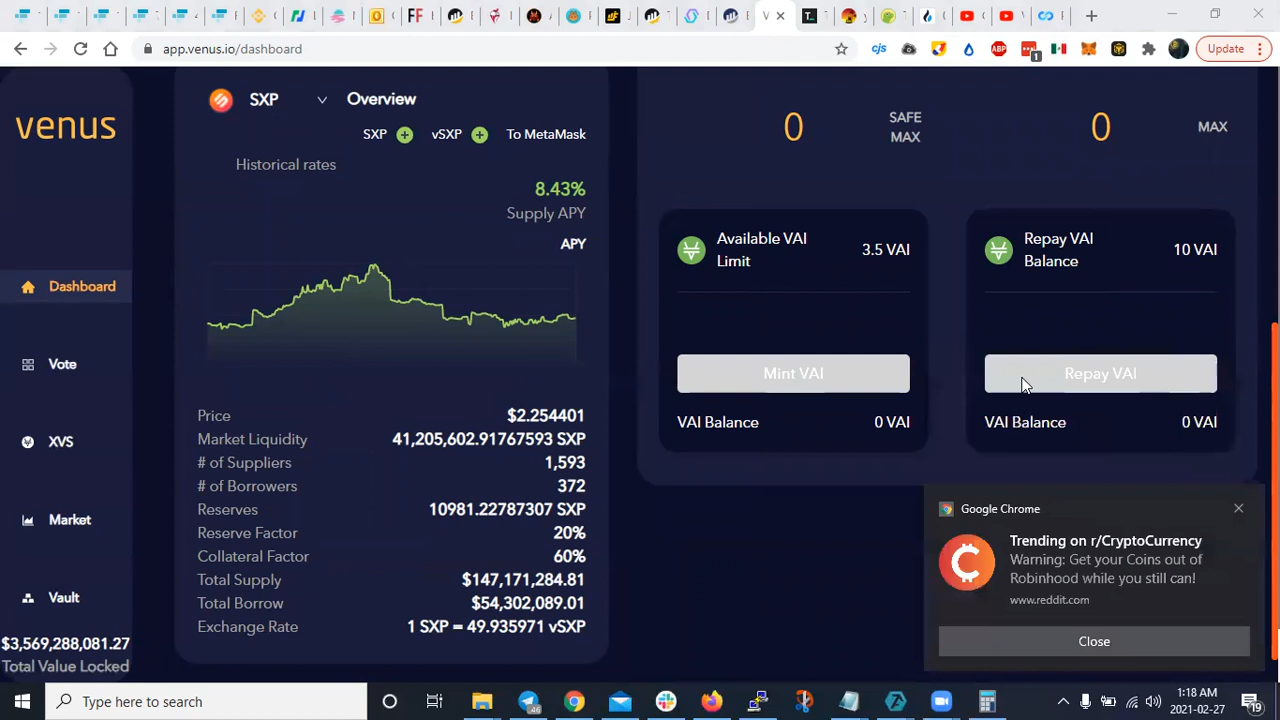 app.venus.io/dashboard
Update
1
venus
Dashboard
Vote
XVS
Market
Vault
$3,569,288,081.27
Total Value Locked
SXP
Overview
SXP
vSXP
To MetaMask
Historical rates
8.43%
Supply APY
APY
Price $2.254401
Market Liquidity 41,205,602.91767593 SXP
# of Suppliers 1,593
# of Borrowers 372
Reserves 10981.22787307 SXP
Reserve Factor 20%
Collateral Factor 60%
Total Supply $147,171,284.81
Total Borrow $54,302,089.01
Exchange Rate 1 SXP = 49.935971 vSXP
0
SAFE
MAX
0
MAX
Available VAI
Limit
3.5 VAI
Mint VAI
VAI Balance 0 VAI
Repay VAI
Balance
10 VAI
Repay VAI
VAI Balance 0 VAI
Google Chrome
Trending on r/CryptoCurrency
Warning: Get your Coins out of
Robinhood while you still can!
www.reddit.com
Close
Type here to search
1:18 AM
2021-02-27